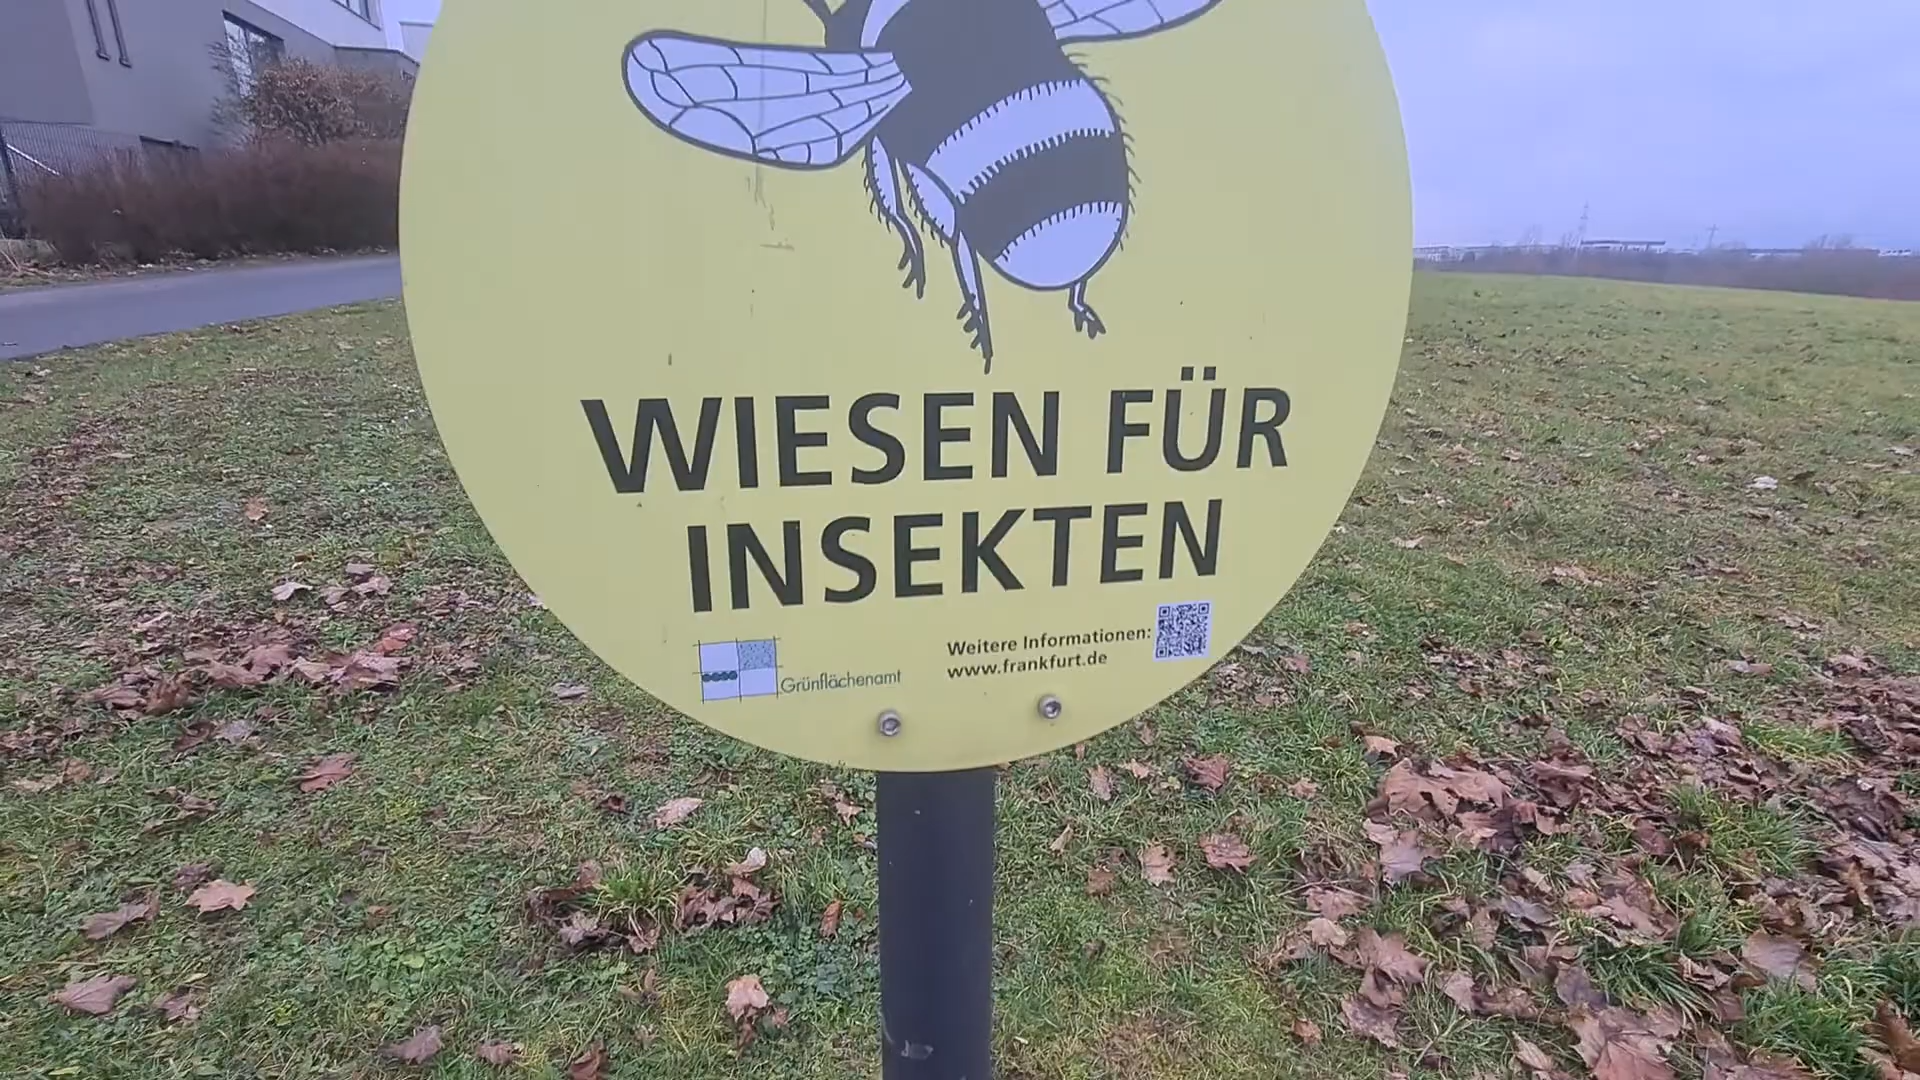 WIESEN FÜR
INSEKTEN
Grünflächenamt
Weitere Informationen:
www.frankfurt.de